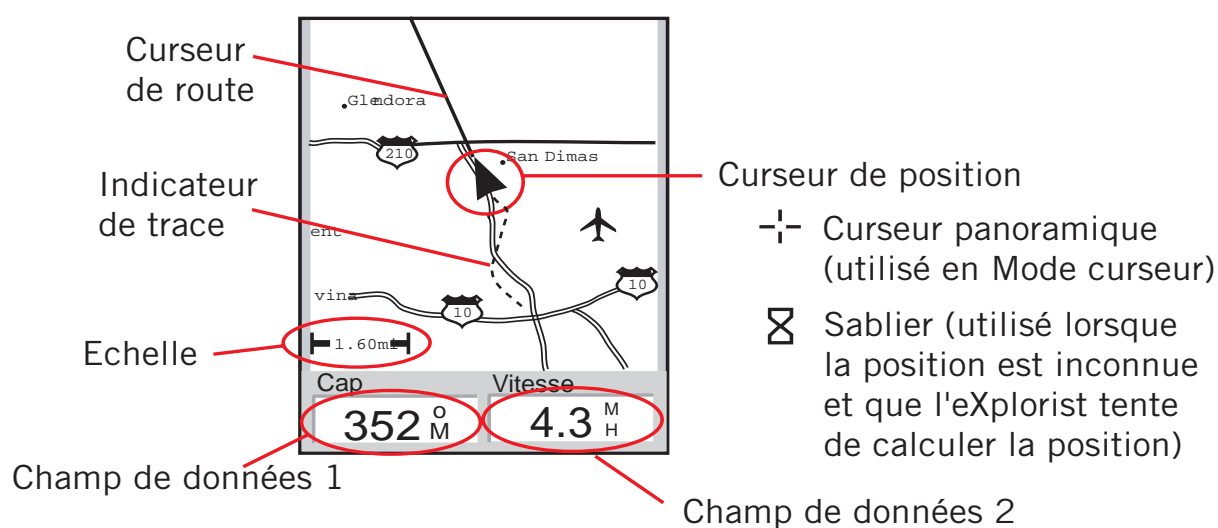 Curseur
de route
Glendora
210
San Dimas
Indicateur
de trace
Curseur de position
ent
Curseur panoramique
(utilisé en Mode curseur)
10
vina
10
Sablier (utilisé lorsque
la position est inconnue
et que l'eXplorist tente
de calculer la position)
Echelle
1.60mi
Cap
Vitesse
352 o M
4.3 M H
Champ de données 1
Champ de données 2